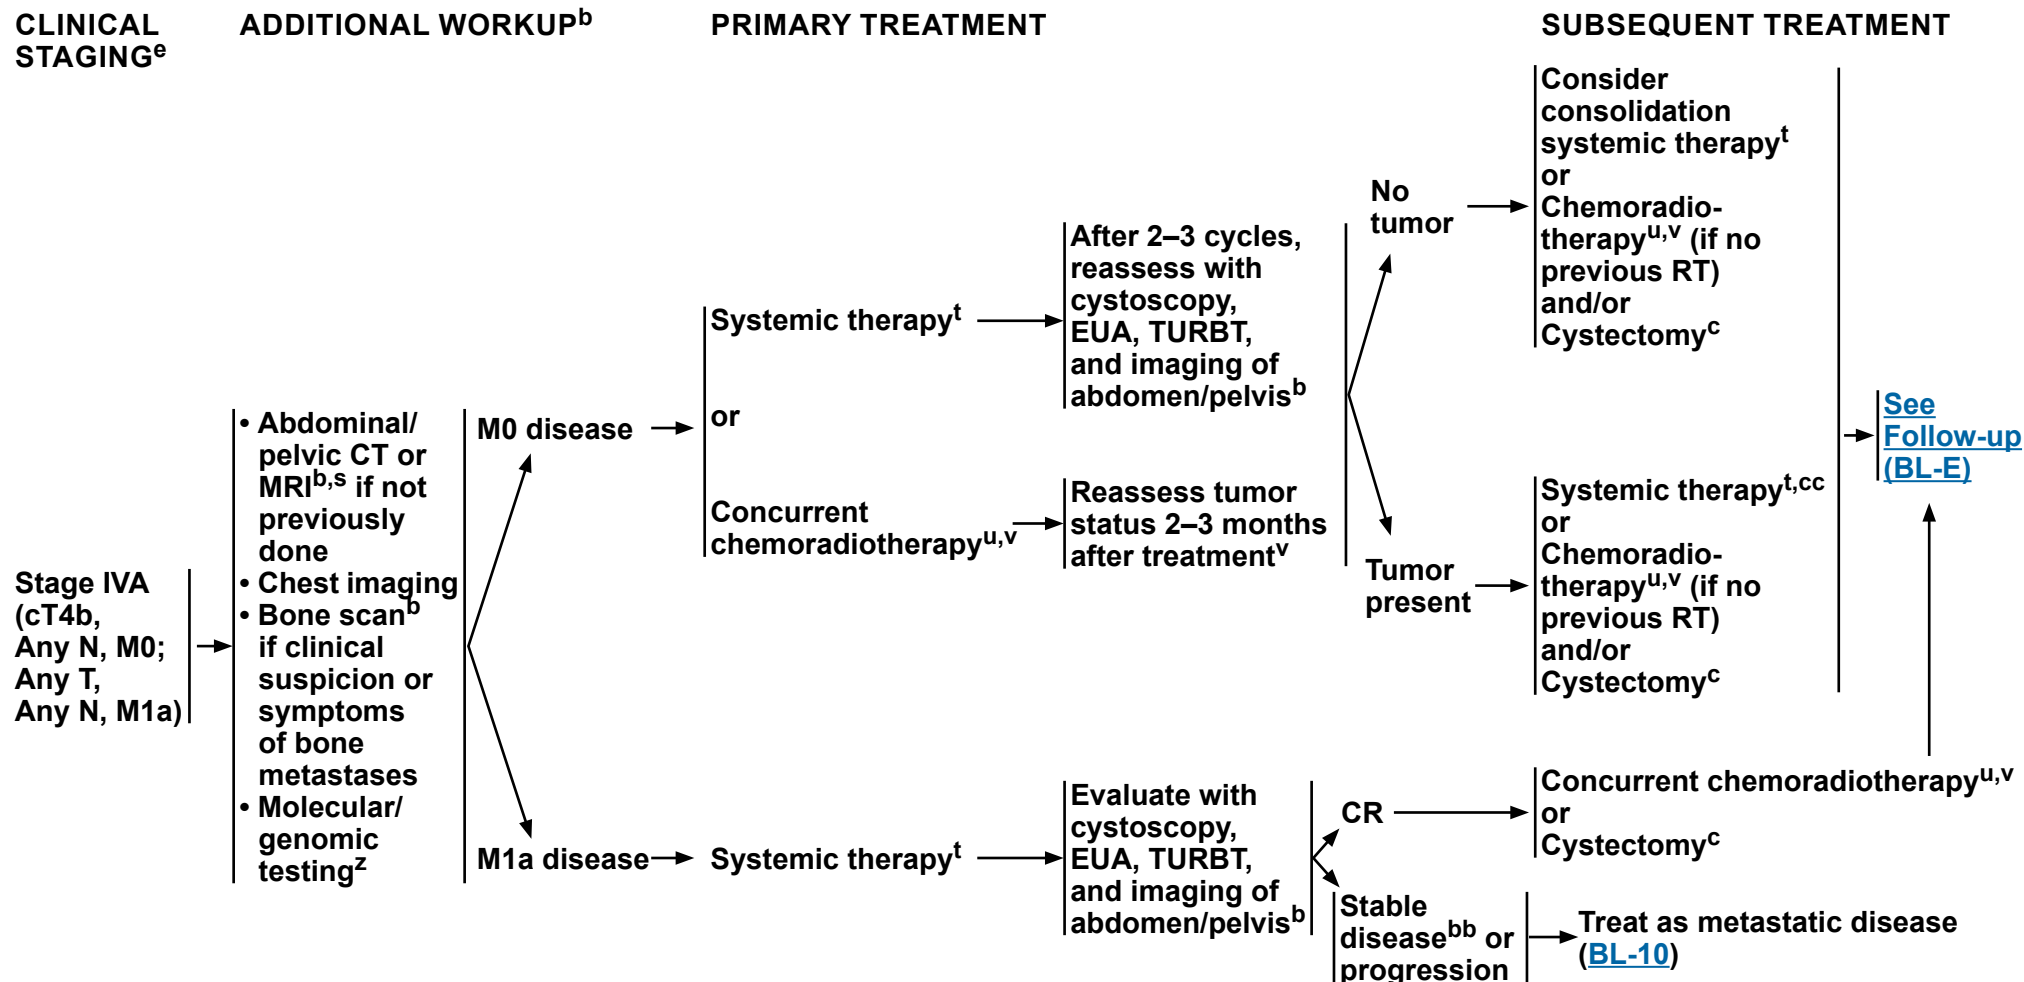 CLINICAL
STAGINGe
ADDITIONAL WORKUPb
PRIMARY TREATMENT
SUBSEQUENT TREATMENT
Stage IVA
(cT4b,
Any N, M0;
Any T,
Any N, M1a)
• Abdominal/
pelvic CT or
MRIb,s if not
previously
done
• Chest imaging
• Bone scanb
if clinical
suspicion or
symptoms
of bone
metastases
• Molecular/
genomic
testingz
M0 disease
Systemic therapyt
or
Concurrent
chemoradiotherapyu,v
After 2–3 cycles,
reassess with
cystoscopy,
EUA, TURBT,
and imaging of
abdomen/pelvisb
Reassess tumor
status 2–3 months
after treatmentv
No
tumor
Consider
consolidation
systemic therapyt
or
Chemoradio-
therapyu,v (if no
previous RT)
and/or
Cystectomyc
Tumor
present
Systemic therapyt,cc
or
Chemoradio-
therapyu,v (if no
previous RT)
and/or
Cystectomyc
See
Follow-up
(BL-E)
M1a disease
Systemic therapyt
Evaluate with
cystoscopy,
EUA, TURBT,
and imaging of
abdomen/pelvisb
CR
Concurrent chemoradiotherapyu,v
or
Cystectomyc
Stable
diseasebb or
progression
Treat as metastatic disease
(BL-10)